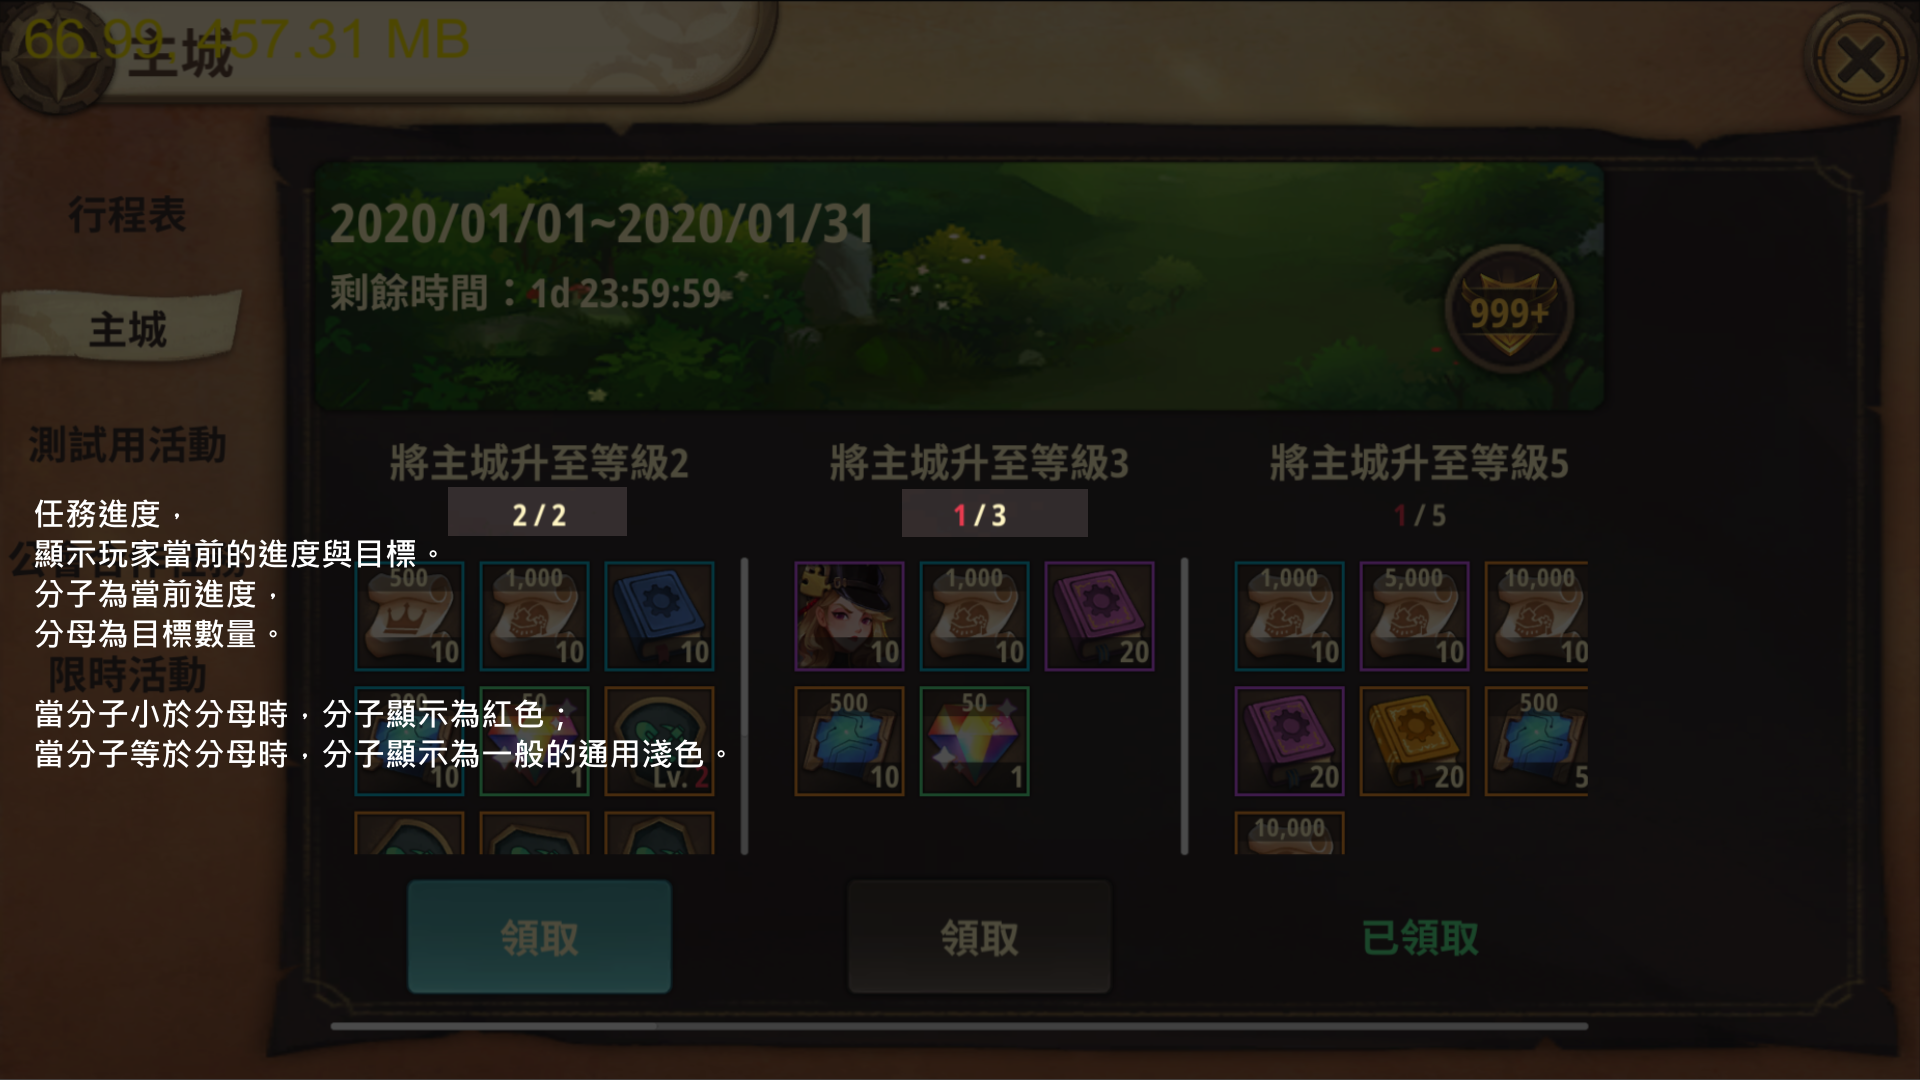 66.99, 457.31 MB
主城
行程表
主城
測試用活動
限時活動
2020/01/01~2020/01/31
剩餘時間：1d 23:59:59
999+
將主城升至等級2
2 / 2
將主城升至等級3
1 / 3
將主城升至等級5
1 / 5
任務進度，
顯示玩家當前的進度與目標。
分子為當前進度，
分母為目標數量。
當分子小於分母時，分子顯示為紅色；
當分子等於分母時，分子顯示為一般的通用淺色。
500 10
1,000 10
10
10
1,000 10
20
1,000 10
5,000 10
10,000 10
10
50 1
Lv. 2
500 10
50 1
20
20
500 5
10,000
領取
領取
已領取